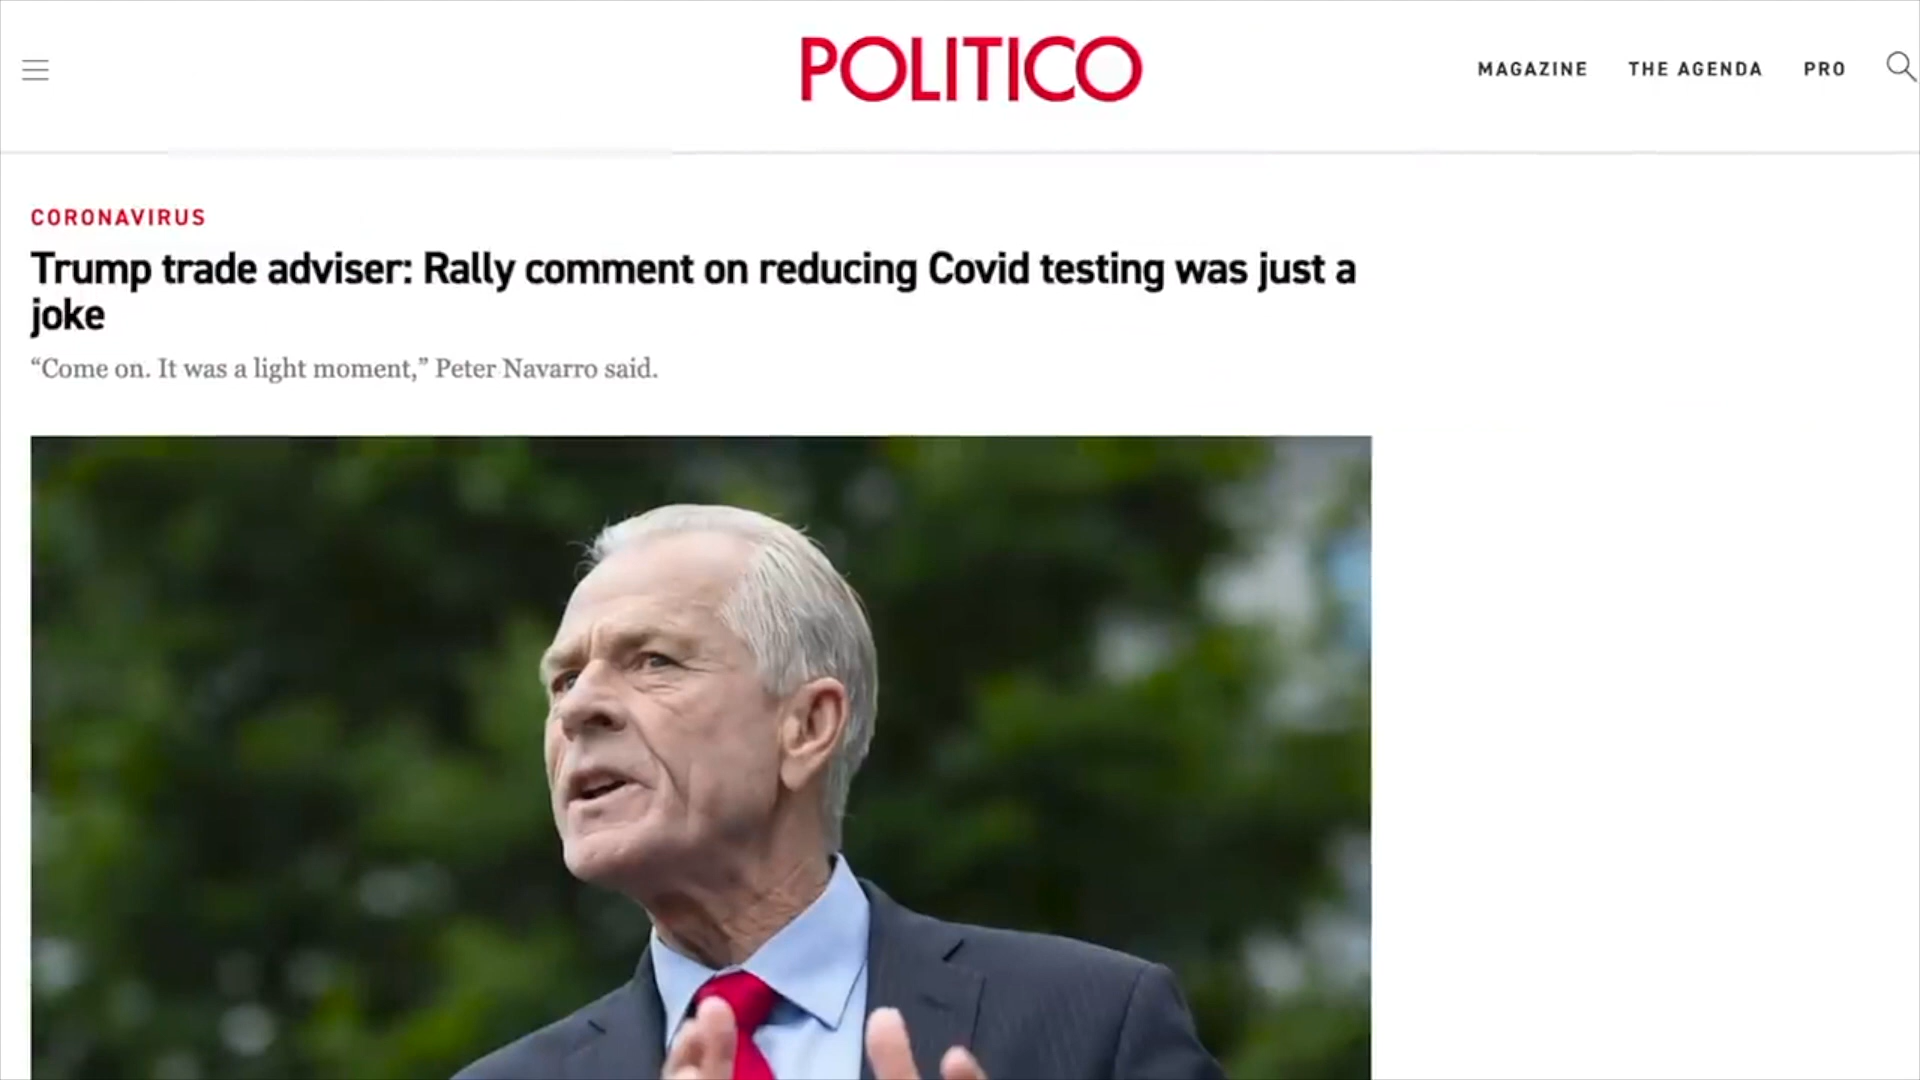 POLITICO
MAGAZINE THE AGENDA PRO
CORONAVIRUS
Trump trade adviser: Rally comment on reducing Covid testing was just a
joke
“Come on. It was a light moment,” Peter Navarro said.